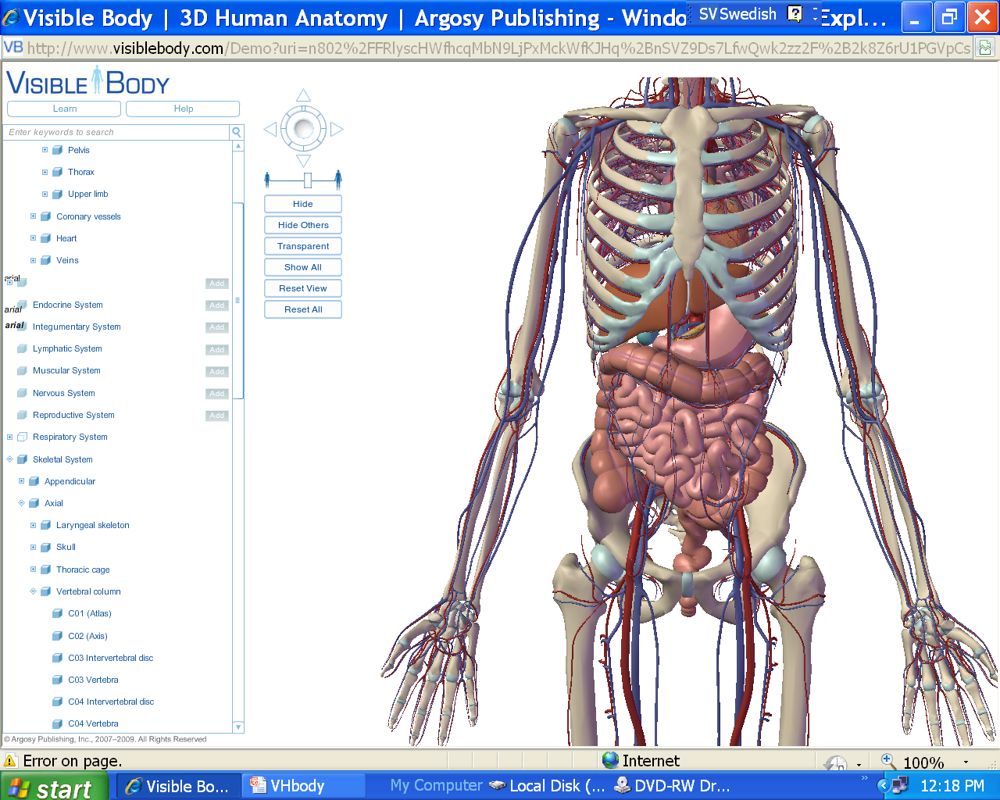 Visible Body | 3D Human Anatomy | Argosy Publishing - Windo
SV Swedish
Expl...
VB http://www.visiblebody.com/Demo?uri=n802%2FFRlyscHWfhcqMbN9LjPxMckWfKJHq%2BnSVZ9Ds7LfwQwk2zz2F%2B2k8Z6rU1PGVpCs
VISIBLE BODY
Learn
Help
Enter keywords to search
Pelvis
Thorax
Upper limb
Coronary vessels
Heart
Veins
arial
Add
arial
Endocrine System
Add
arial
Integumentary System
Add
Lymphatic System
Add
Muscular System
Add
Nervous System
Add
Reproductive System
Add
Respiratory System
Skeletal System
Appendicular
Axial
Laryngeal skeleton
Skull
Thoracic cage
Vertebral column
C01 (Atlas)
C02 (Axis)
C03 Intervertebral disc
C03 Vertebra
C04 Intervertebral disc
C04 Vertebra
© Argosy Publishing, Inc., 2007–2009. All Rights Reserved
Hide
Hide Others
Transparent
Show All
Reset View
Reset All
Error on page.
Internet
100%
start
Visible Bo...
VHbody
My Computer
Local Disk (...
DVD-RW Dr...
12:18 PM